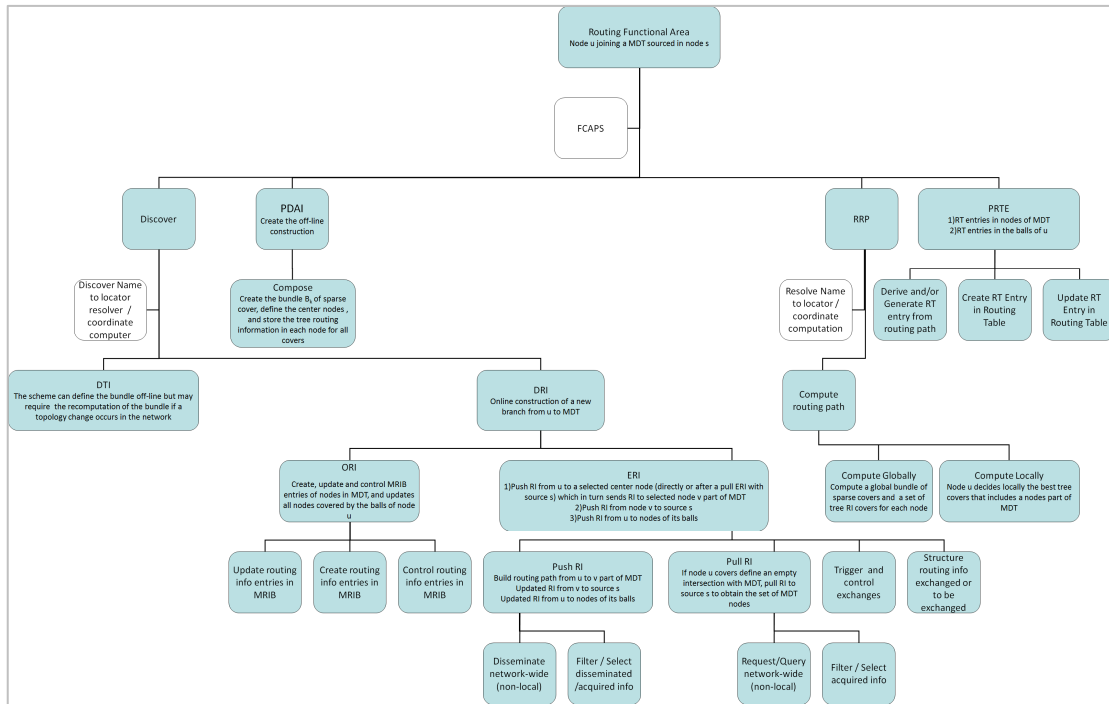 Routing Functional Area
Node u joining a MDT sourced in node s
FCAPS
Discover
PDAI
Create the off-line
construction
RRP
PRTE
1)RT entries in nodes of MDT
2)RT entries in the balls of u
Discover Name
to locator
resolver /
coordinate
computer
Compose
Create the bundle Bs of sparse
cover, define the center nodes ,
and store the tree routing
information in each node for all
covers
Resolve Name
to locator /
coordinate
computation
Derive and/or
Generate RT
entry from
routing path
Create RT Entry
in Routing
Table
Update RT
Entry in
Routing Table
DTI
The scheme can define the bundle off-line but may
require the recomputation of the bundle if a
topology change occurs in the network
DRI
Online construction of a new
branch from u to MDT
Compute
routing path
ORI
Create, update and control MRIB
entries of nodes in MDT, and updates
all nodes covered by the balls of node
u
ERI
1)Push RI from u to a selected center node (directly or after a pull ERI with
source s) which in turn sends RI to selected node v part of MDT
2)Push RI from node v to source s
3)Push RI from u to nodes of its balls
Compute Globally
Compute a global bundle of
sparse covers and a set of
tree RI covers for each node
Compute Locally
Node u decides locally the best tree
covers that includes a nodes part of
MDT
Update routing
info entries in
MRIB
Create routing
info entries in
MRIB
Control routing
info entries in
MRIB
Push RI
Build routing path from u to v part of MDT
Updated RI from v to source s
Updated RI from u to nodes of its balls
Pull RI
If node u covers define an empty
intersection with MDT, pull RI to
source s to obtain the set of MDT
nodes
Trigger and
control
exchanges
Structure
routing info
exchanged or
to be
exchanged
Disseminate
network-wide
(non-local)
Filter / Select
disseminated
/acquired info
Request/Query
network-wide
(non-local)
Filter / Select
acquired info